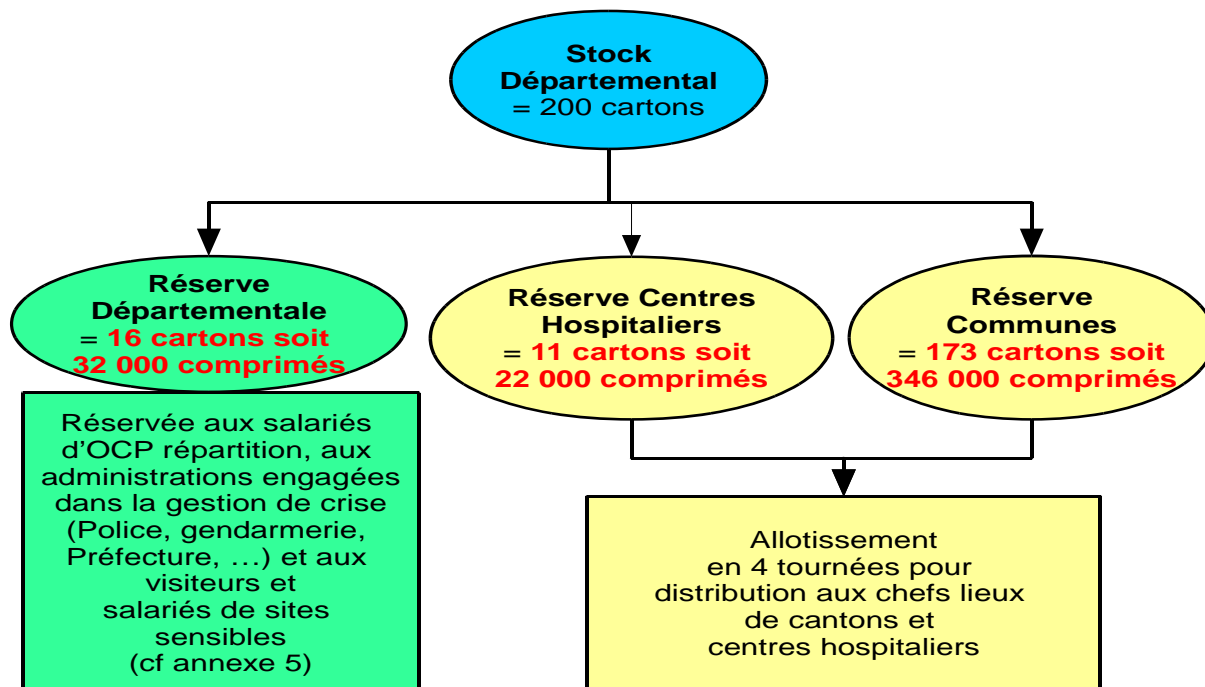 Stock
Départemental
= 200 cartons
Réserve
Départementale
= 16 cartons soit
32 000 comprimés
Réserve Centres
Hospitaliers
= 11 cartons soit
22 000 comprimés
Réserve
Communes
= 173 cartons soit
346 000 comprimés
Réservée aux salariés
d'OCP répartition, aux
administrations engagées
dans la gestion de crise
(Police, gendarmerie,
Préfecture, …) et aux
visiteurs et
salariés de sites
sensibles
(cf annexe 5)
Allotissement
en 4 tournées pour
distribution aux chefs lieux
de cantons et
centres hospitaliers